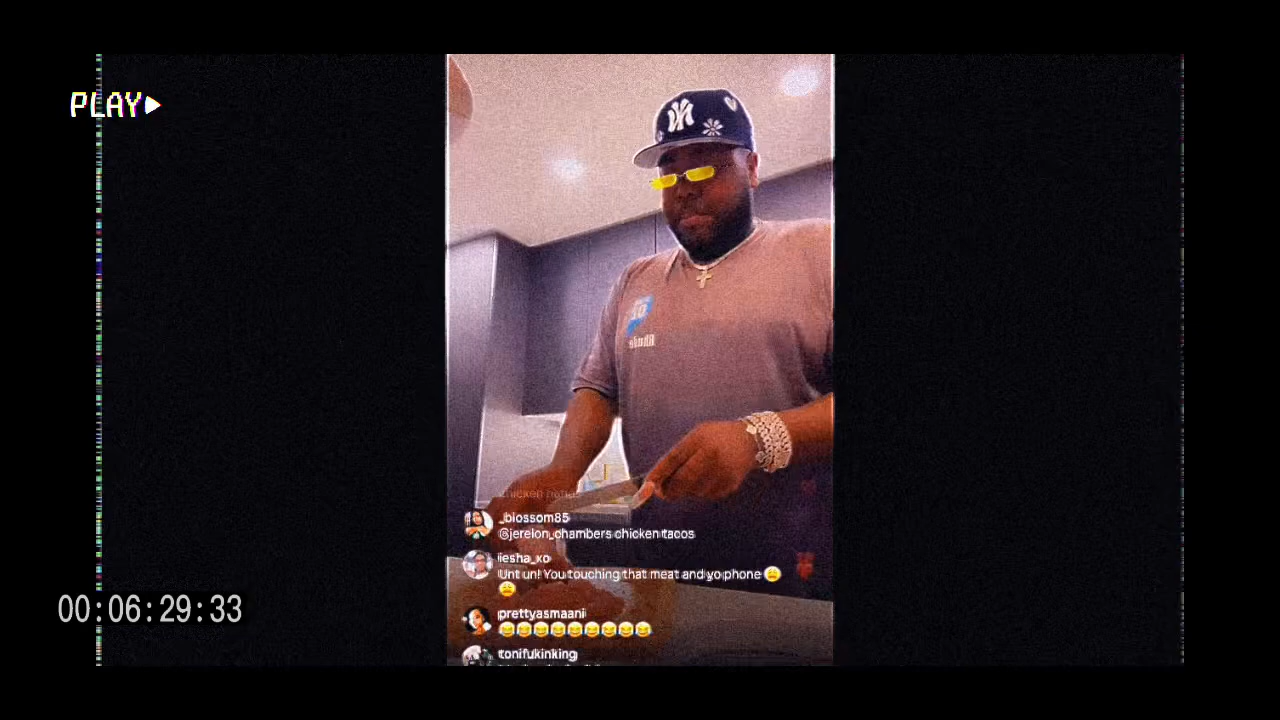 PLAY
NY
_blossom85
@jerelon_chambers chicken tacos
iesha_xo
Unt un! You touching that meat and yo phone 😩
😩
prettyasmaani
😂😂😂😂😂😂😂😂😂
00:06:29:33
tonifukinking